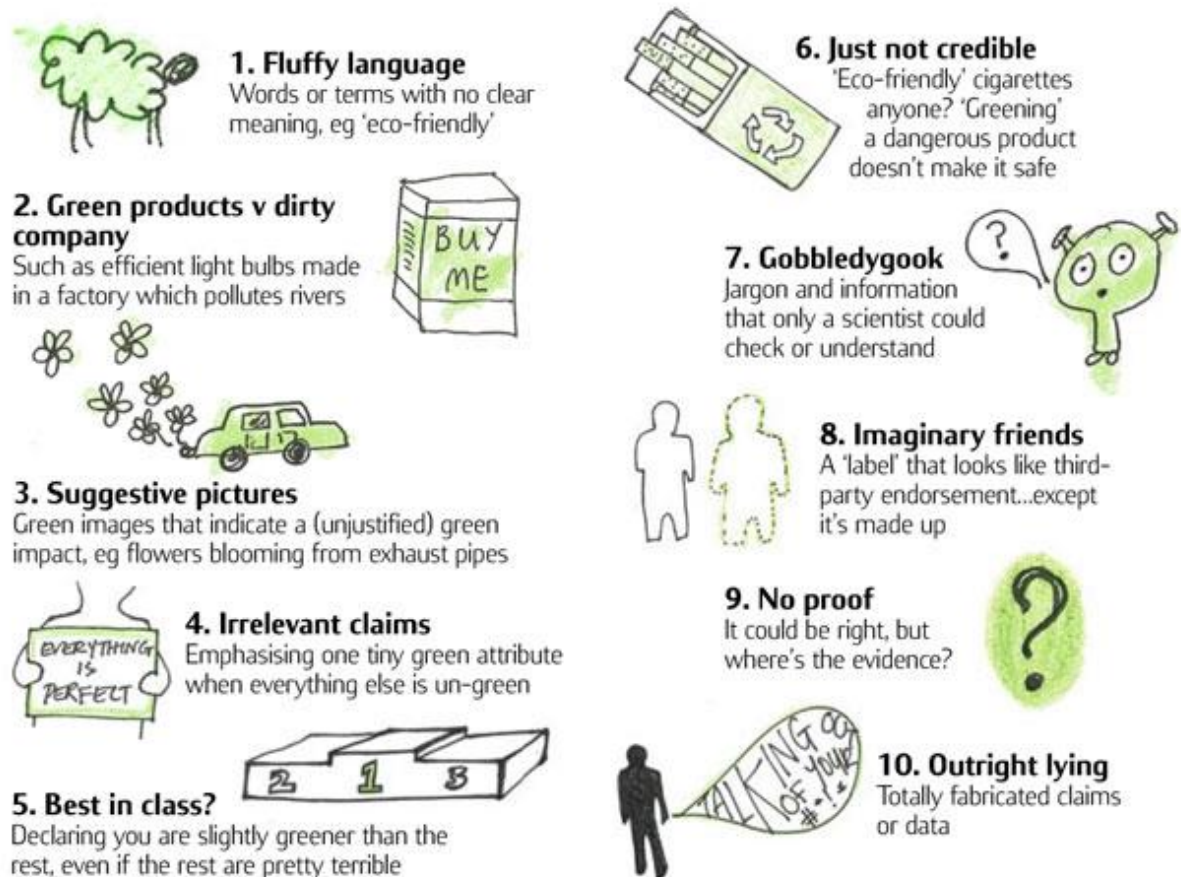 1. Fluffy language
Words or terms with no clear
meaning, eg 'eco-friendly'
2. Green products v dirty
company
Such as efficient light bulbs made
in a factory which pollutes rivers
BUY
ME
3. Suggestive pictures
Green images that indicate a (unjustified) green
impact, eg flowers blooming from exhaust pipes
EVERYTHING
IS
PERFECT
4. Irrelevant claims
Emphasising one tiny green attribute
when everything else is un-green
2 1 3
5. Best in class?
Declaring you are slightly greener than the
rest, even if the rest are pretty terrible
6. Just not credible
'Eco-friendly' cigarettes
anyone? 'Greening'
a dangerous product
doesn't make it safe
?
7. Gobbledygook
Jargon and information
that only a scientist could
check or understand
8. Imaginary friends
A 'label' that looks like third-
party endorsement...except
it's made up
9. No proof
It could be right, but
where's the evidence?
?
TALKING OUT
OF YOUR
#.!.*
10. Outright lying
Totally fabricated claims
or data